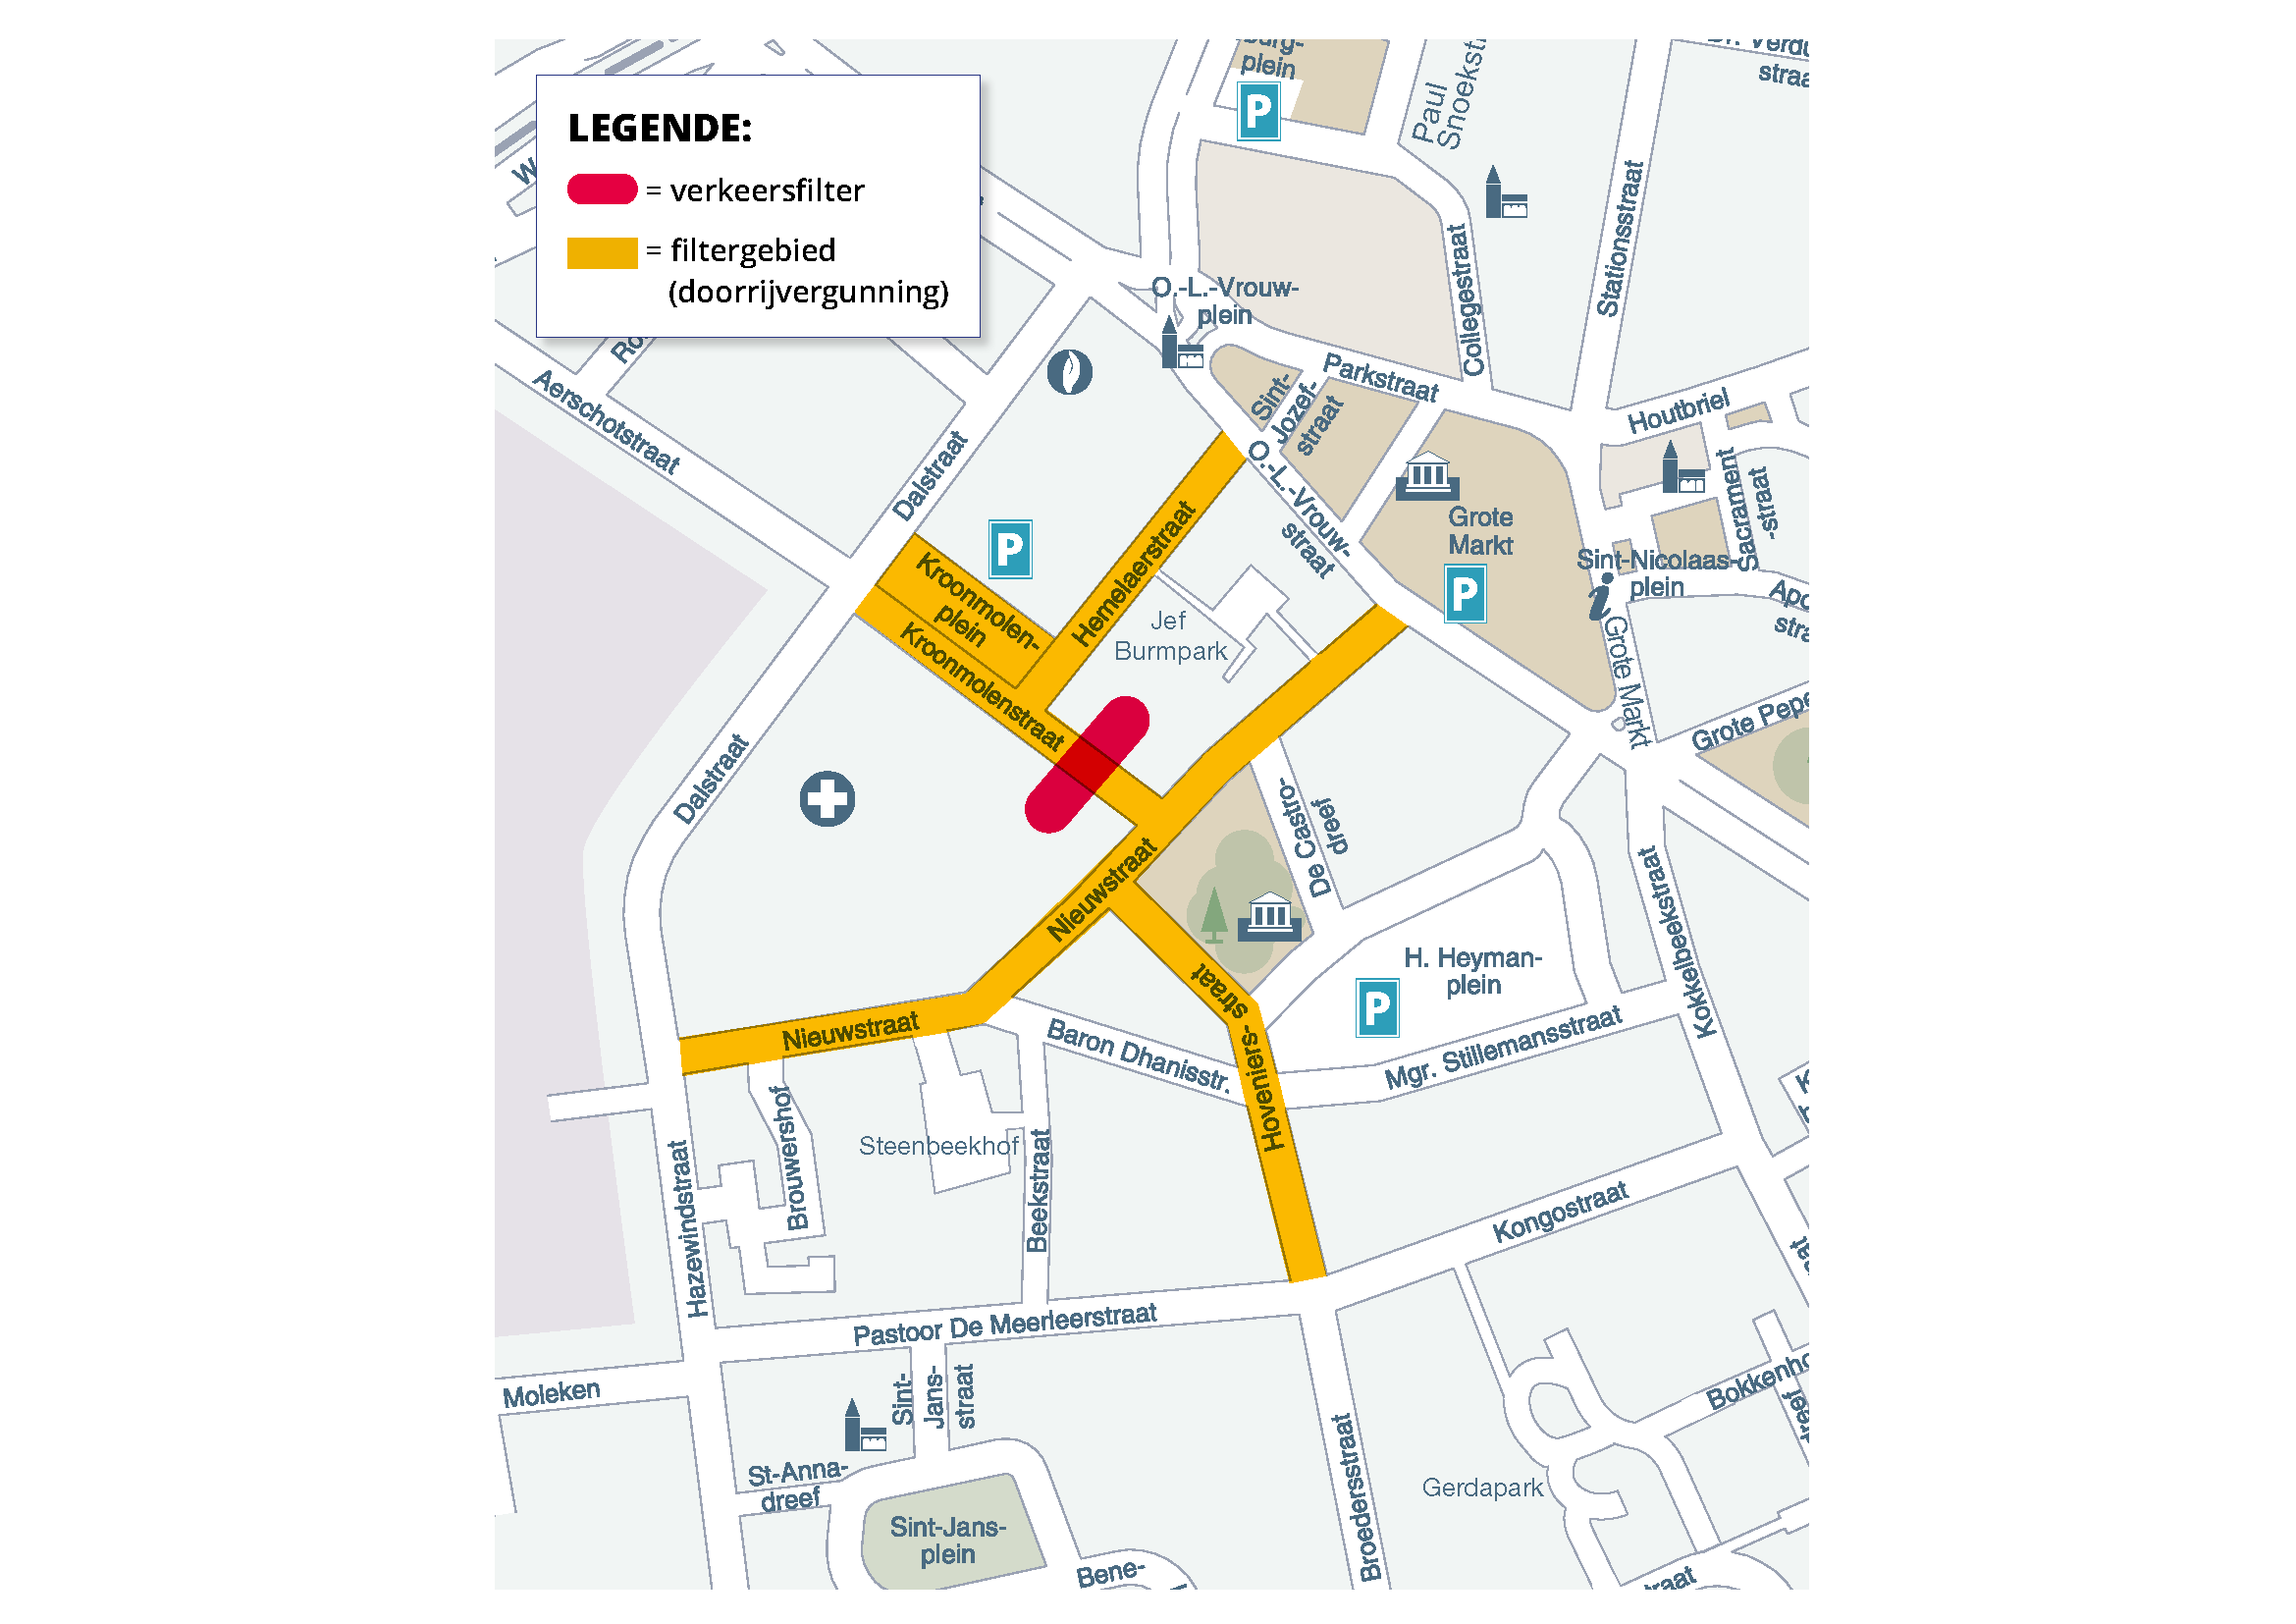 LEGENDE:
= verkeersfilter
= filtergebied
(doorrijvergunning)
plein
P
Paul
Stationsstraat
straa
Collegestraat
O.-L.-Vrouw-
plein
Parkstraat
Sint-
Jozef-
straat
Houtbriel
Aerschotstraat
Dalstraat
O.-L.-Vrouw-
straat
Grote
Markt
P
Sacrament
-straat
Sint-Nicolaas-
plein
i
Grote Markt
Grote Pepe
P
Kroonmolen-
plein
Hemelaerstraat
Kroonmolenstraat
Jef
Burmpark
Dalstraat
De Castro-
dreef
Nieuwstraat
Kokkelbeekstraat
Hoveniers-straat
H. Heyman-
plein
P
Nieuwstraat
Baron Dhanisstr.
Hoveniers-
Mgr. Stillemansstraat
Brouwershof
Steenbeekhof
Beekstraat
Hazewindstraat
Kongostraat
Pastoor De Meerleerstraat
Moleken
Sint-
Jans-
straat
Broedersstraat
St-Anna-
dreef
Gerdapark
Sint-Jans-
plein
Bene-